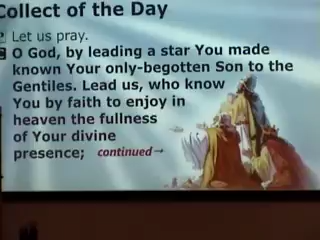 Collect of the Day
P Let us pray.
C O God, by leading a star You made
known Your only-begotten Son to the
Gentiles. Lead us, who know
You by faith to enjoy in
heaven the fullness
of Your divine
presence; continued→